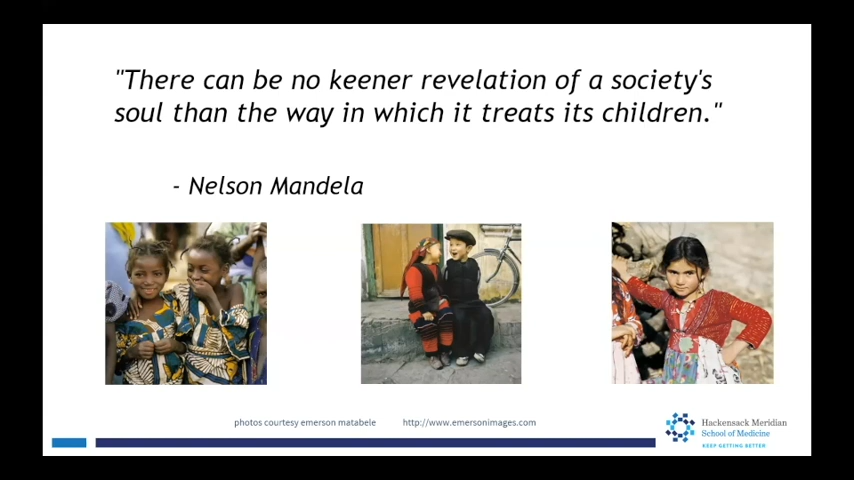 "There can be no keener revelation of a society's
soul than the way in which it treats its children."
- Nelson Mandela
photos courtesy emerson matabele http://www.emersonimages.com
Hackensack Meridian
School of Medicine
KEEP GETTING BETTER